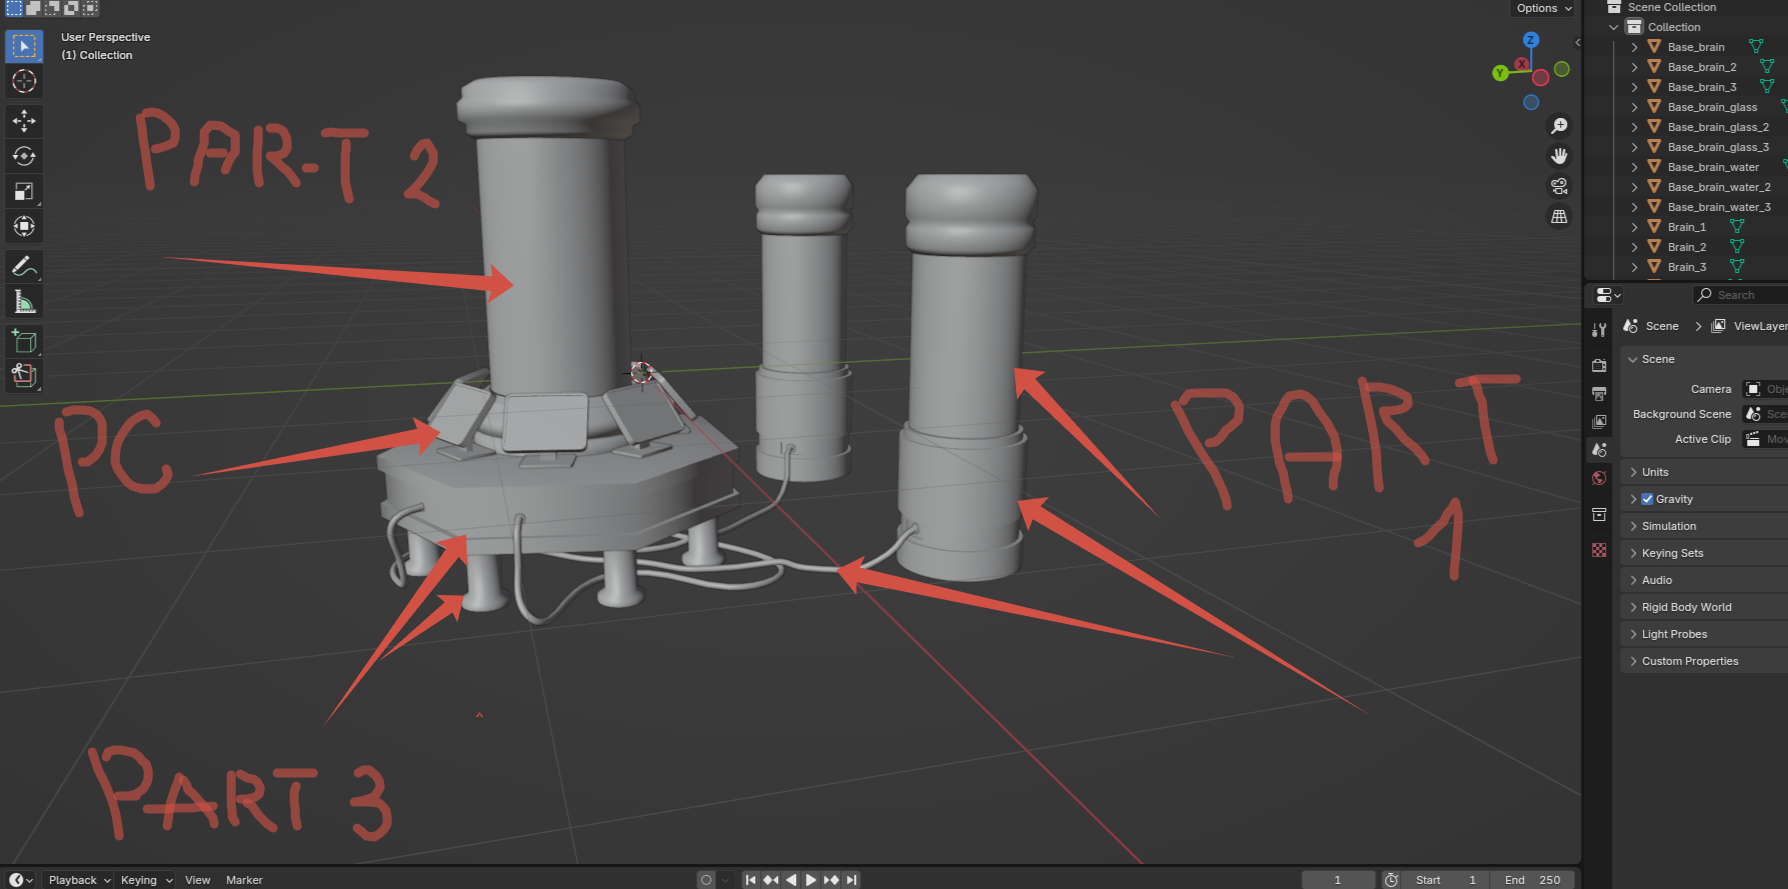 Options
User Perspective
(1) Collection
Z
X
Y
PART 2
PC
PART 3
PART
1
Scene Collection
Collection
Base_brain
Base_brain_2
Base_brain_3
Base_brain_glass
Base_brain_glass_2
Base_brain_glass_3
Base_brain_water
Base_brain_water_2
Base_brain_water_3
Brain_1
Brain_2
Brain_3
Search
Scene
ViewLayer
Scene
Camera
Obje
Background Scene
Sce
Active Clip
Mov
Units
Gravity
Simulation
Keying Sets
Audio
Rigid Body World
Light Probes
Custom Properties
Playback Keying View Marker
1 Start 1 End 250